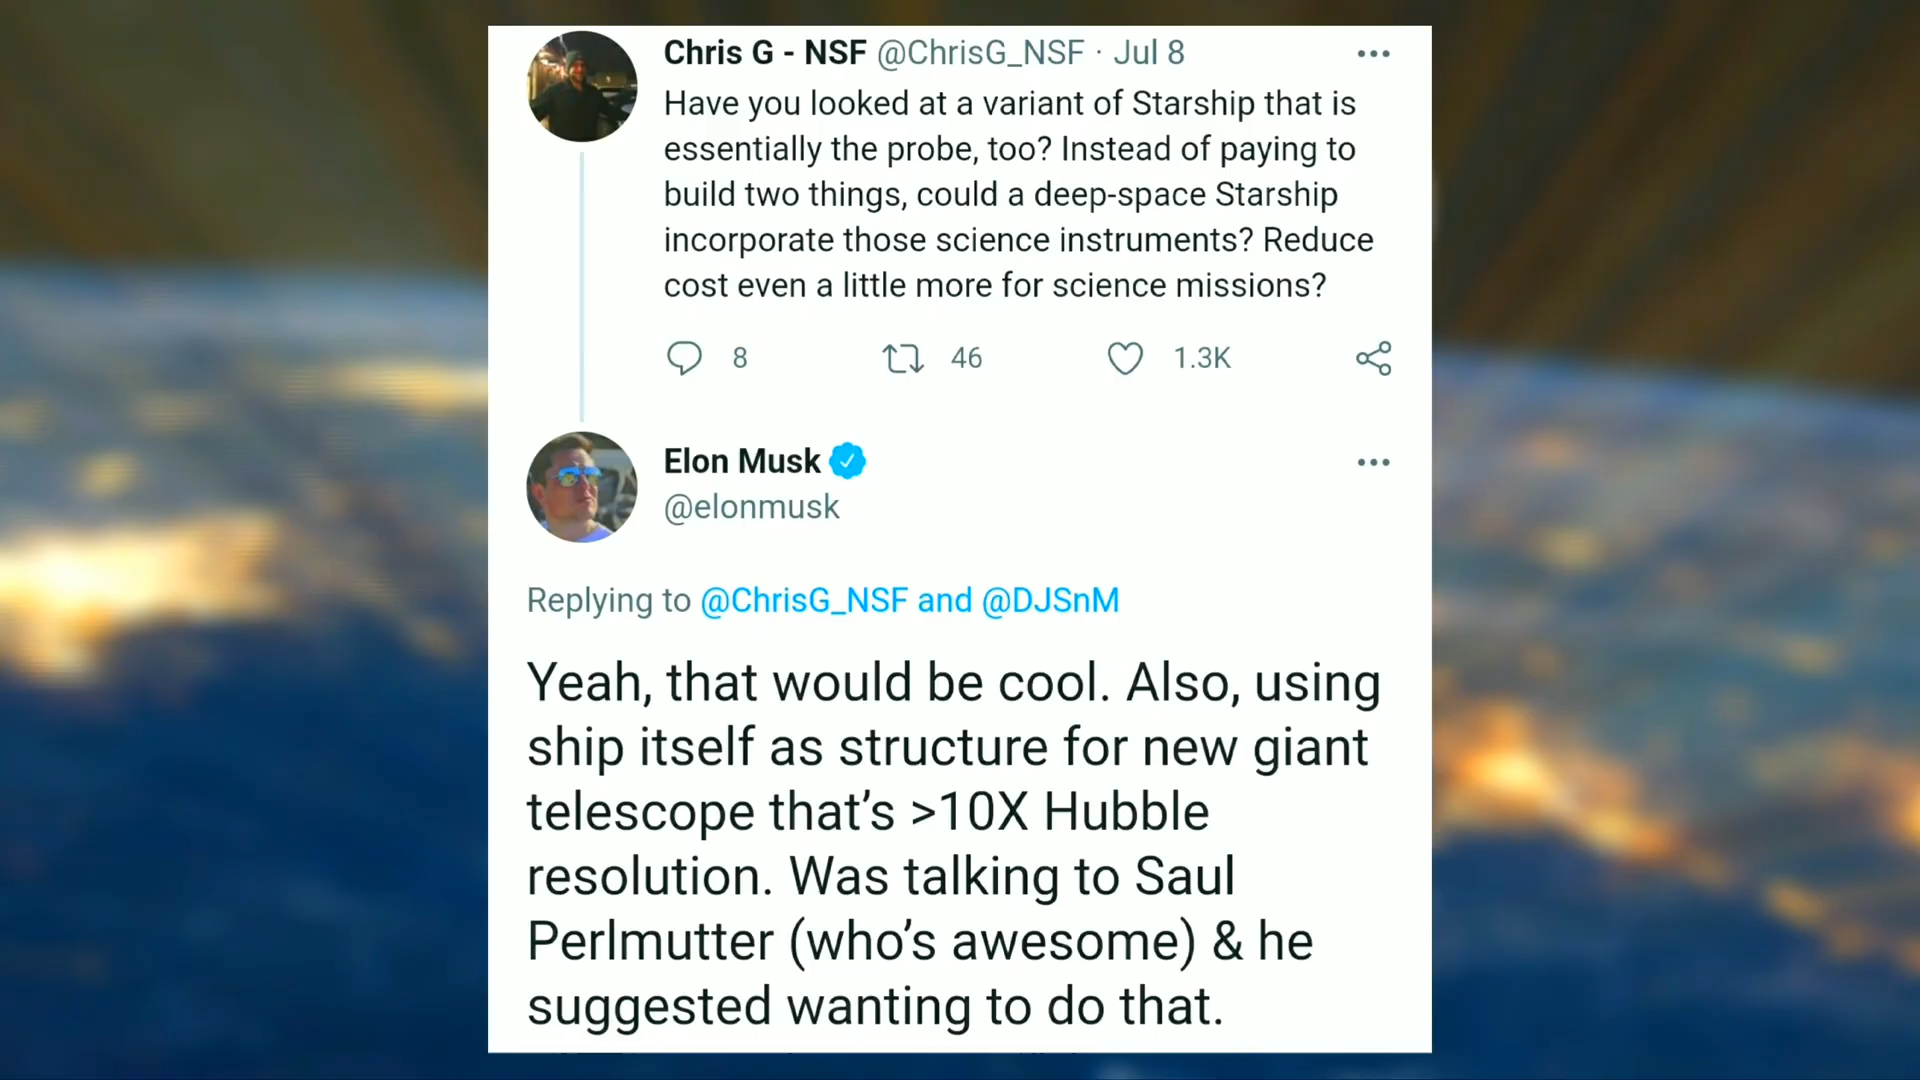 Chris G - NSF @ChrisG_NSF · Jul 8
Have you looked at a variant of Starship that is
essentially the probe, too? Instead of paying to
build two things, could a deep-space Starship
incorporate those science instruments? Reduce
cost even a little more for science missions?
8 46 1.3K
Elon Musk
@elonmusk
Replying to @ChrisG_NSF and @DJSnM
Yeah, that would be cool. Also, using
ship itself as structure for new giant
telescope that’s >10X Hubble
resolution. Was talking to Saul
Perlmutter (who’s awesome) & he
suggested wanting to do that.